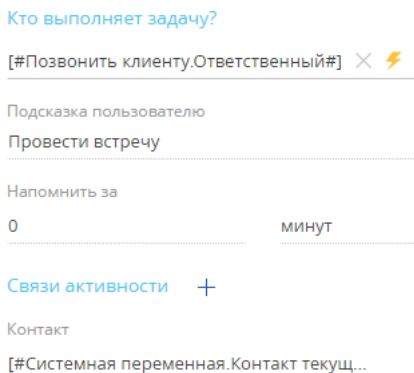 Кто выполняет задачу?
[#Позвонить клиенту.Ответственный#]
Подсказка пользователю
Провести встречу
Напомнить за
0 минут
Связи активности +
Контакт
[#Системная переменная.Контакт текущ...